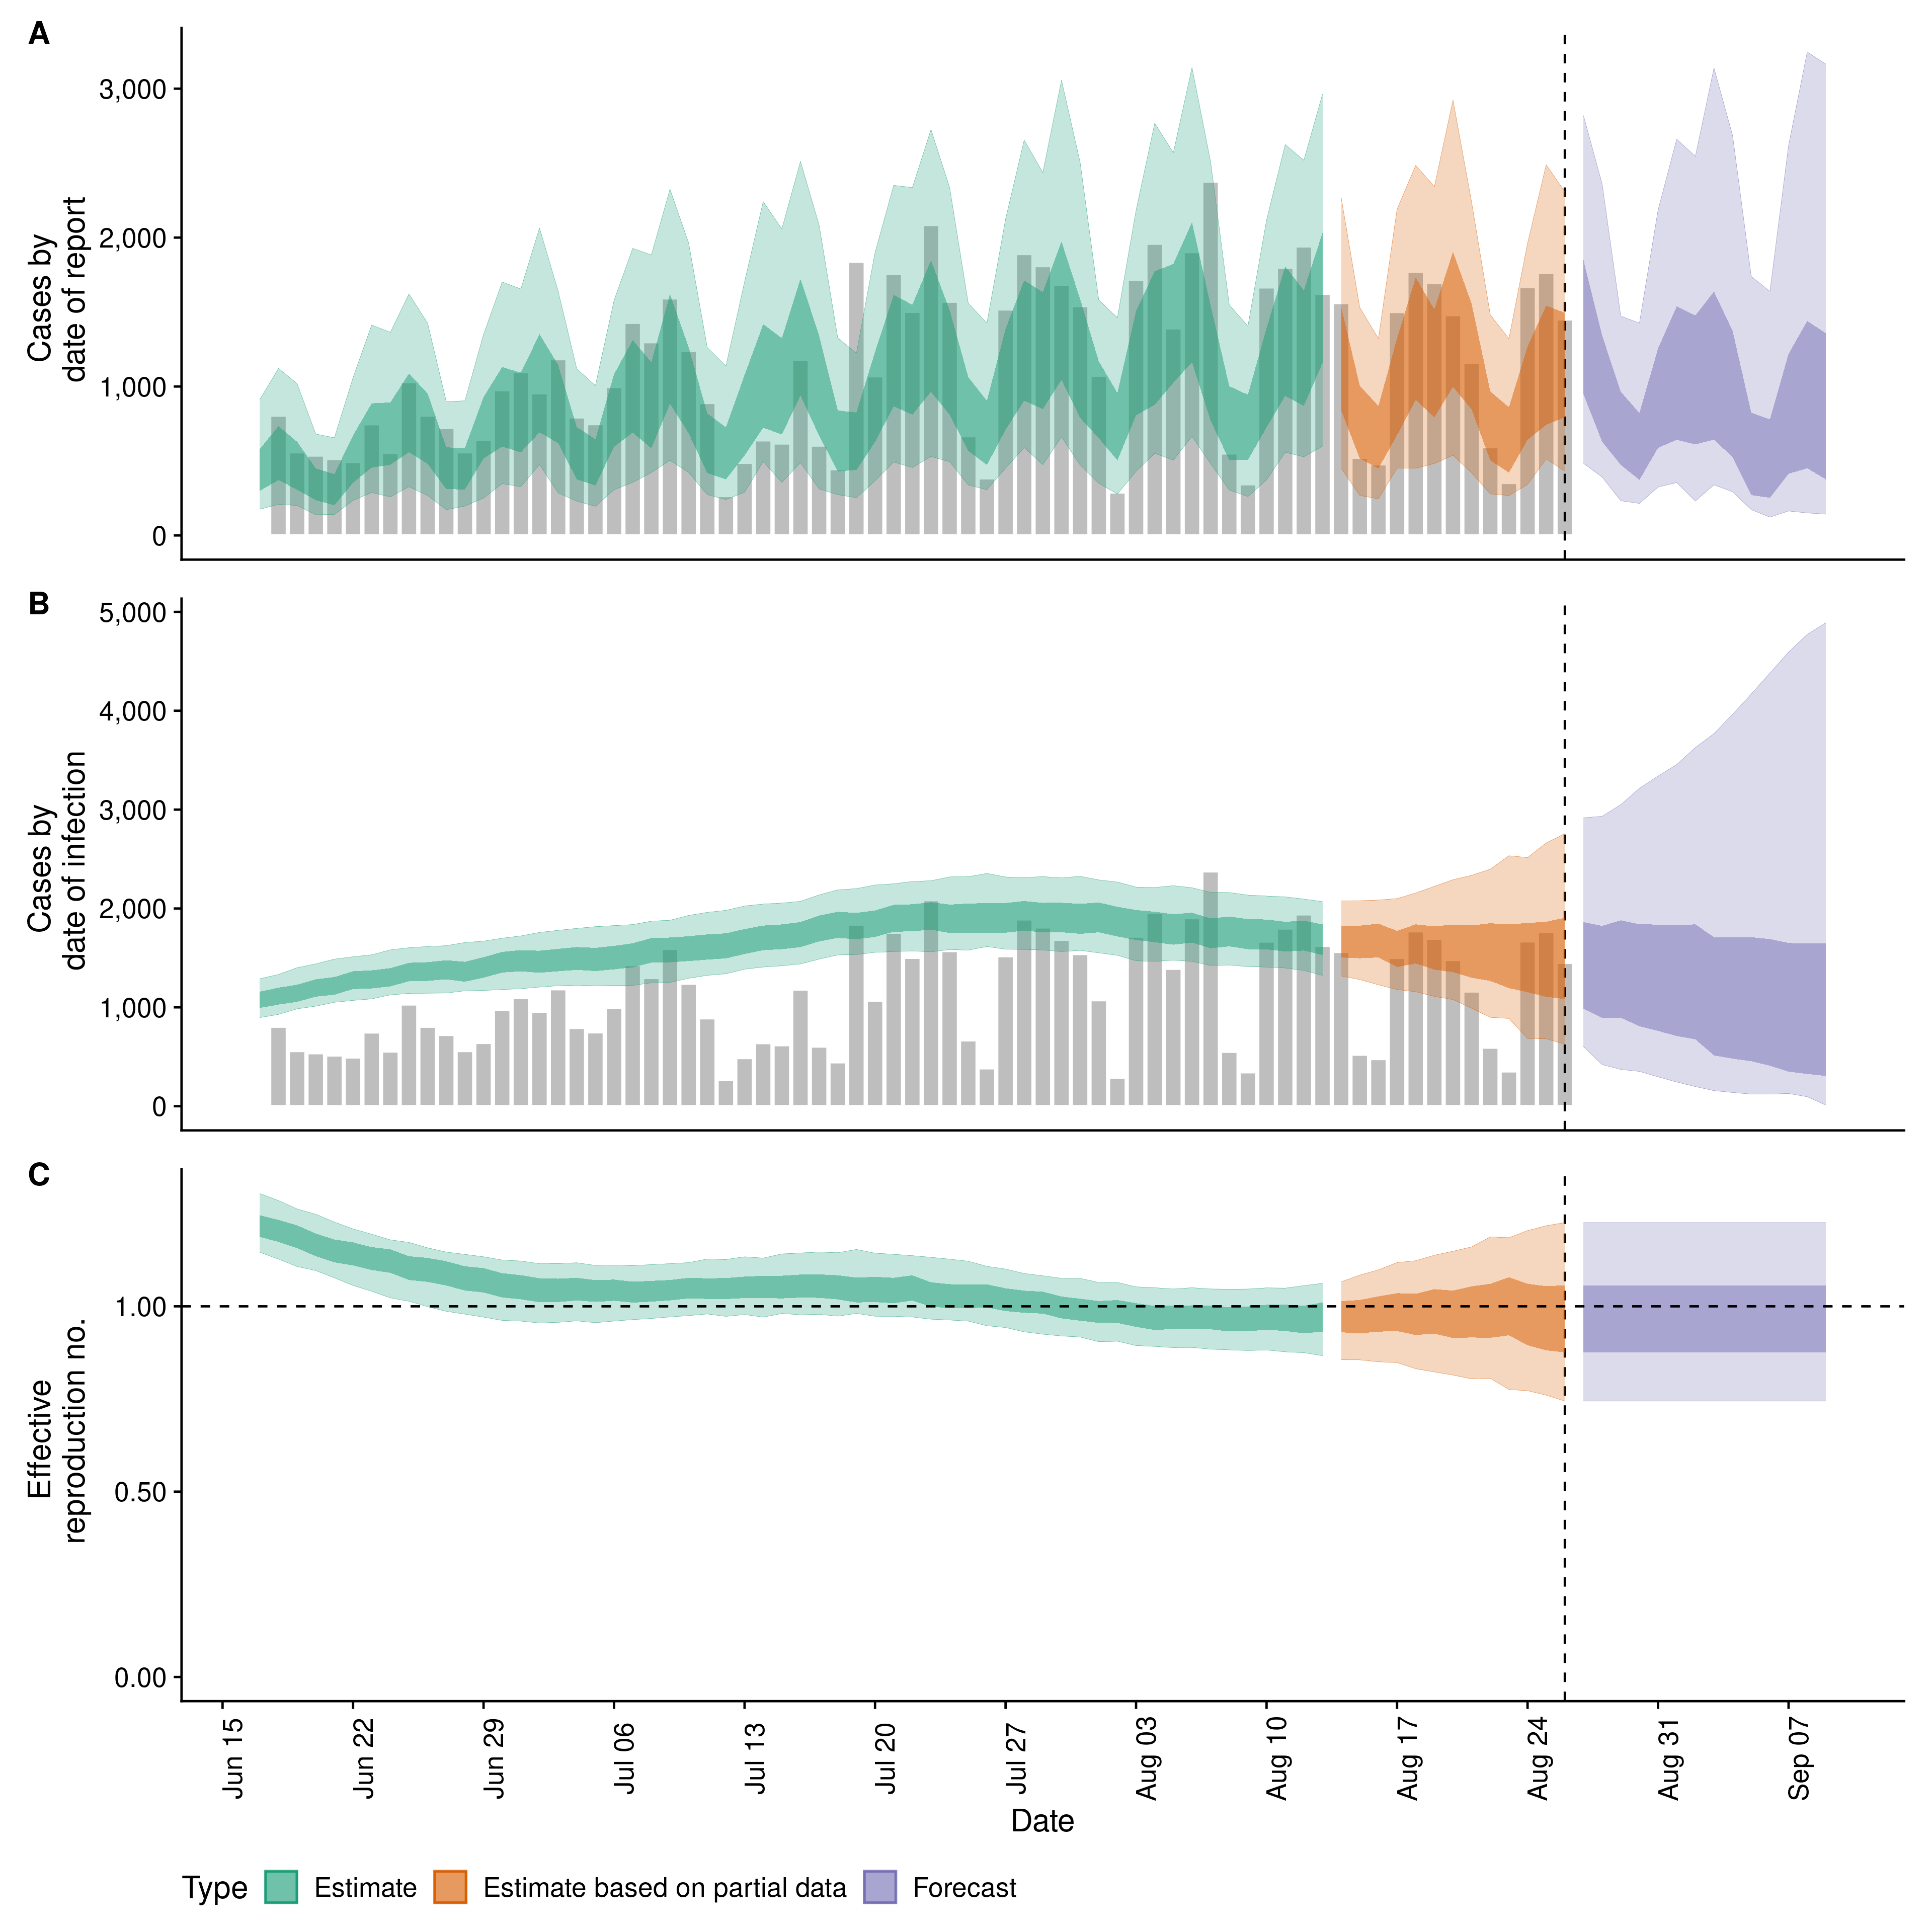 A
Cases by
date of report
3,000
2,000
1,000
0
B
Cases by
date of infection
5,000
4,000
3,000
2,000
1,000
0
C
Effective
reproduction no.
1.00
0.50
0.00
Jun 15
Jun 22
Jun 29
Jul 06
Jul 13
Jul 20
Jul 27
Aug 03
Aug 10
Aug 17
Aug 24
Aug 31
Sep 07
Date
Type
Estimate
Estimate based on partial data
Forecast